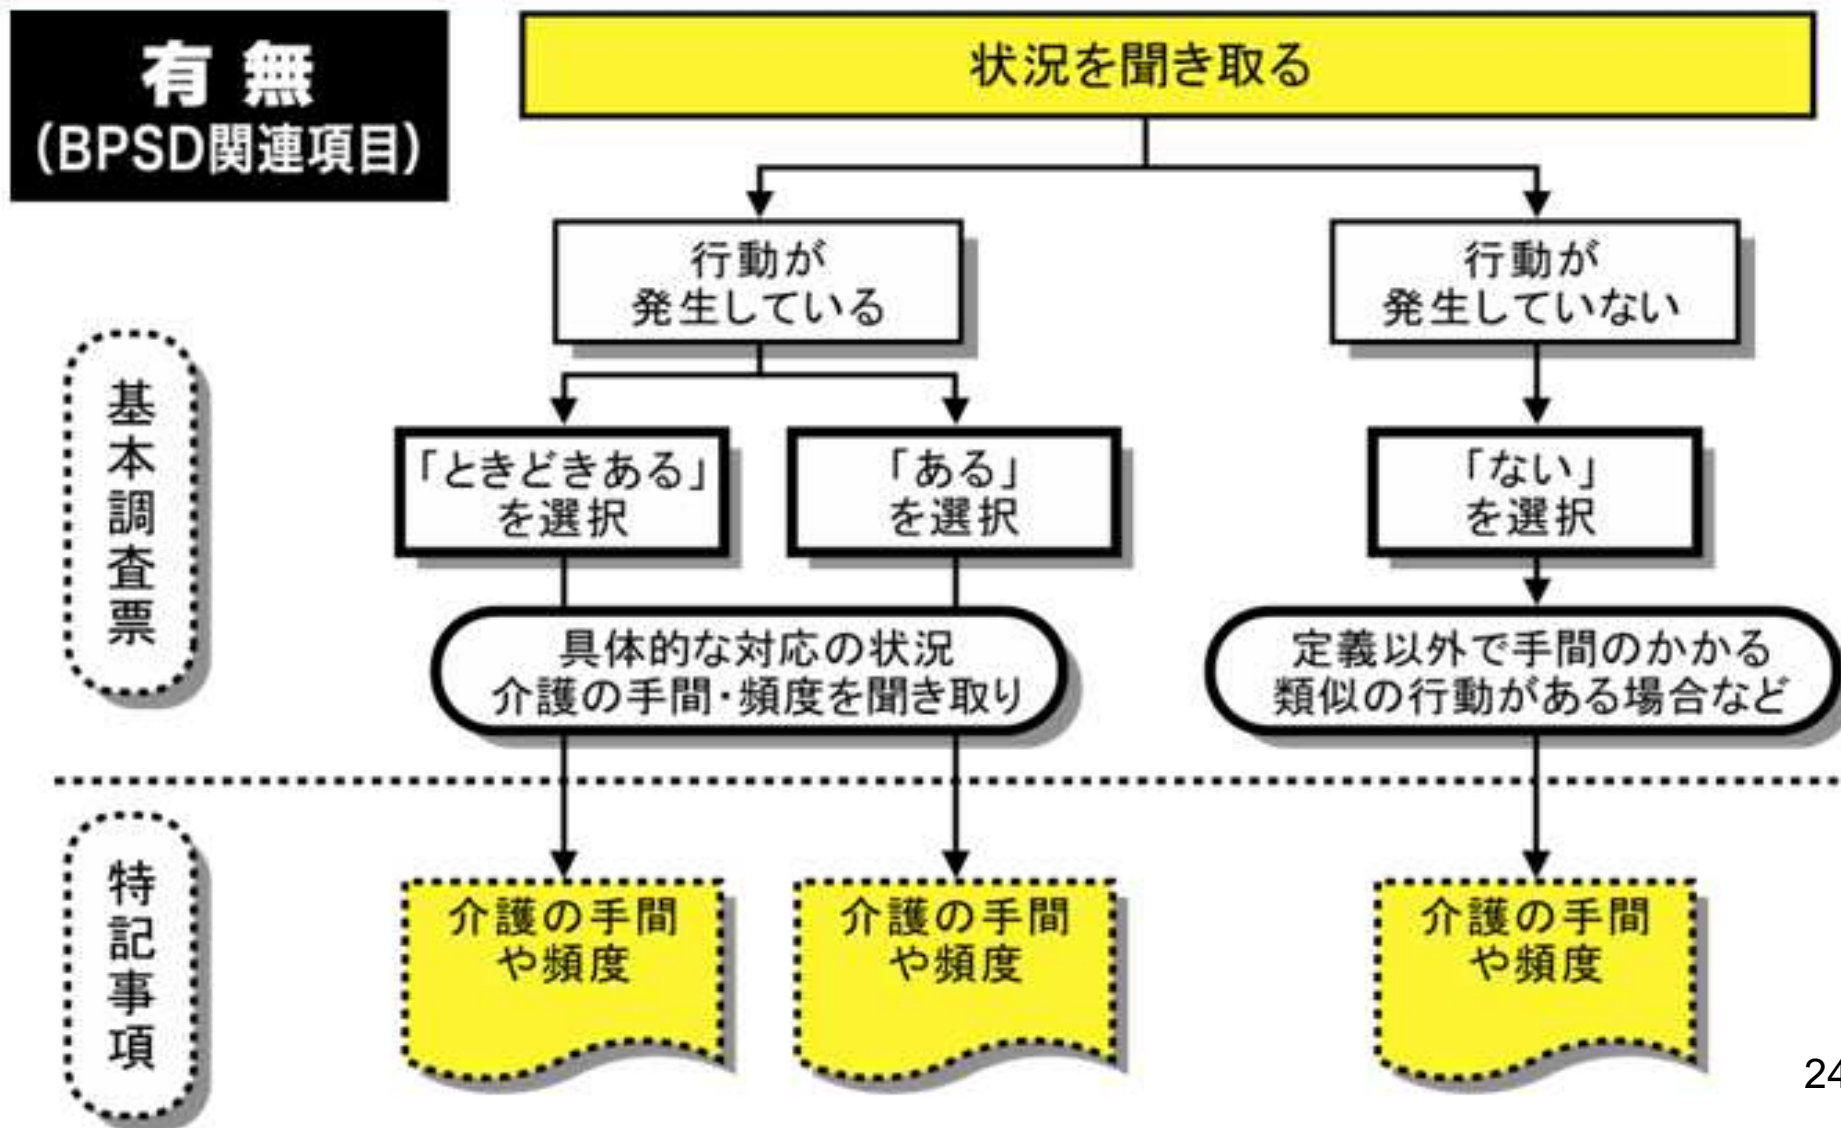 有無
（BPSD関連項目）
状況を聞き取る
行動が
発生している
行動が
発生していない
基本調査票
「ときどきある」
を選択
「ある」
を選択
「ない」
を選択
具体的な対応の状況
介護の手間・頻度を聞き取り
定義以外で手間のかかる
類似の行動がある場合など
特記事項
介護の手間
や頻度
介護の手間
や頻度
介護の手間
や頻度
24